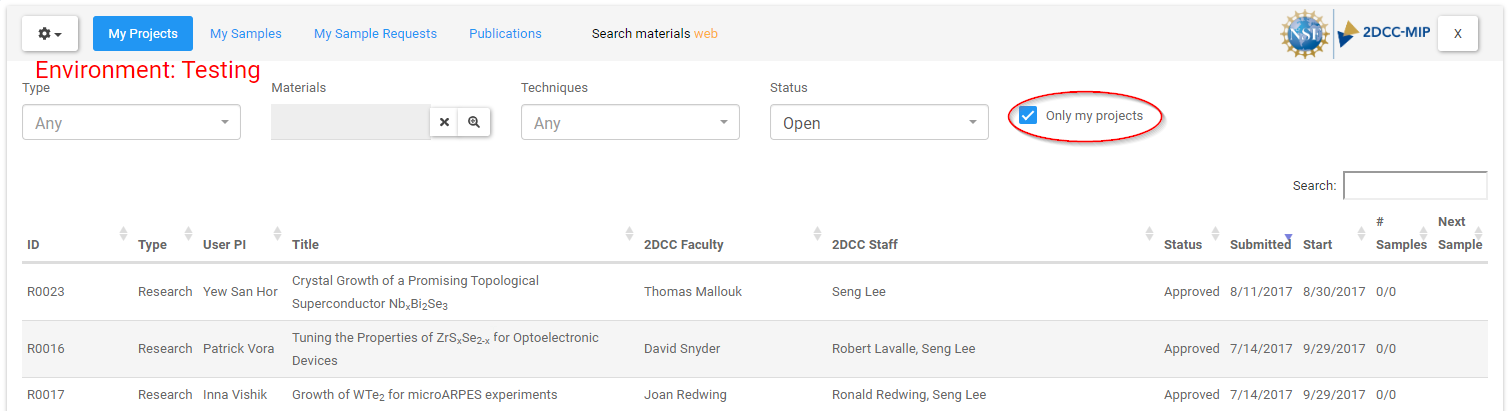 My Projects My Samples My Sample Requests Publications Search materials web NSF 2DCC-MIP X
Environment: Testing
Type Materials Techniques Status
Any Any Open Only my projects
Search:
ID Type User PI Title 2DCC Faculty 2DCC Staff Status Submitted Start # Samples Next Sample
R0023 Research Yew San Hor Crystal Growth of a Promising Topological Thomas Mallouk Seng Lee Approved 8/11/2017 8/30/2017 0/0
Superconductor NbₓBi₂Se₃
R0016 Research Patrick Vora Tuning the Properties of ZrSₓSe₂₋ₓ for Optoelectronic David Snyder Robert Lavalle, Seng Lee Approved 7/14/2017 9/29/2017 0/0
Devices
R0017 Research Inna Vishik Growth of WTe₂ for microARPES experiments Joan Redwing Ronald Redwing, Seng Lee Approved 7/14/2017 9/29/2017 0/0